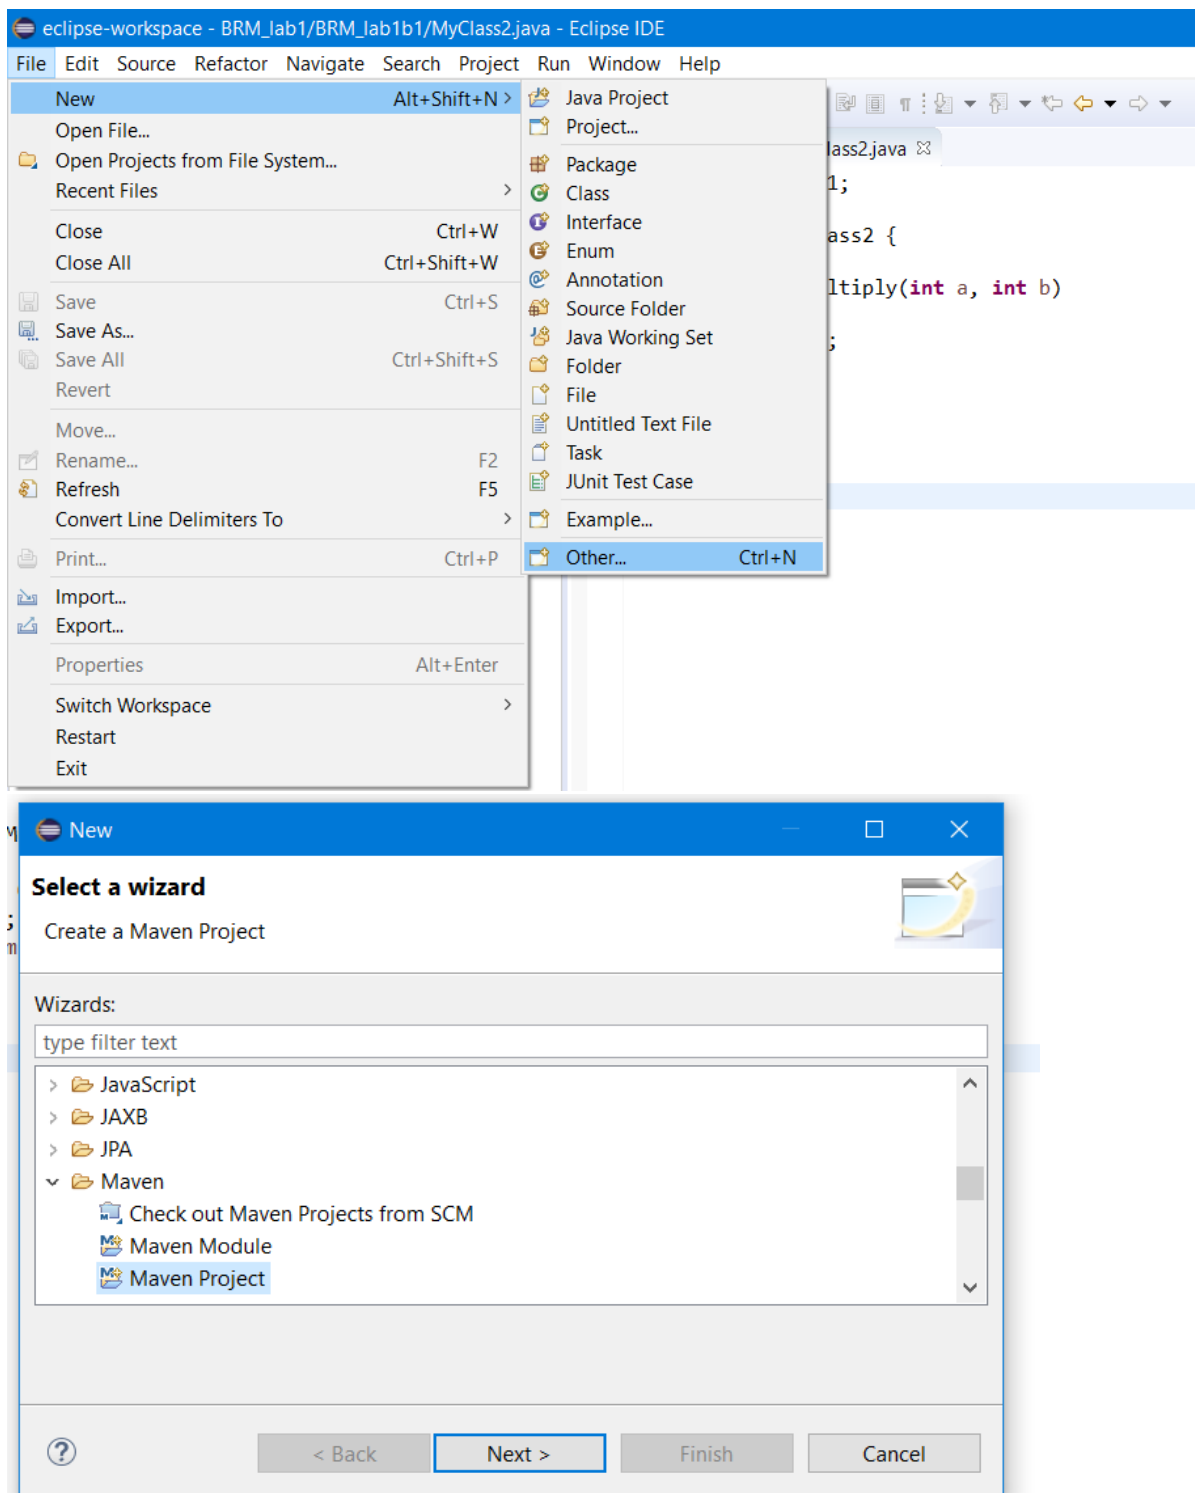 eclipse-workspace - BRM_lab1/BRM_lab1b1/MyClass2.java - Eclipse IDE
File Edit Source Refactor Navigate Search Project Run Window Help
New Alt+Shift+N >
Open File...
Open Projects from File System...
Recent Files >
Close Ctrl+W
Close All Ctrl+Shift+W
Save Ctrl+S
Save As...
Save All Ctrl+Shift+S
Revert
Move...
Rename... F2
Refresh F5
Convert Line Delimiters To >
Print... Ctrl+P
Import...
Export...
Properties Alt+Enter
Switch Workspace >
Restart
Exit
Java Project
Project...
Package
Class
Interface
Enum
Annotation
Source Folder
Java Working Set
Folder
File
Untitled Text File
Task
JUnit Test Case
Example...
Other... Ctrl+N
lass2.java
1;
ass2 {
ltiply(int a, int b)
;
New
Select a wizard
Create a Maven Project
;
m
Wizards:
type filter text
> JavaScript
> JAXB
> JPA
Maven
Check out Maven Projects from SCM
Maven Module
Maven Project
< Back Next > Finish Cancel